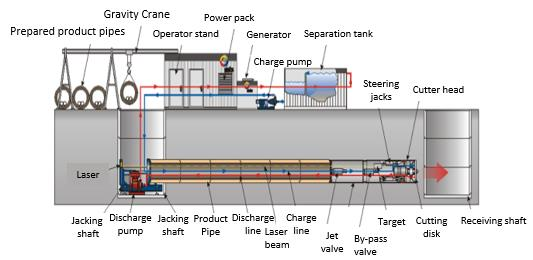 Gravity Crane
Prepared product pipes
Power pack
Operator stand
Generator
Separation tank
Charge pump
Steering
jacks
Cutter head
Laser
Jacking
shaft
Discharge
pump
Jacking
shaft
Product
Pipe
Discharge
line
Laser
beam
Charge
line
Jet
valve
By-pass
valve
Target
Cutting
disk
Receiving shaft